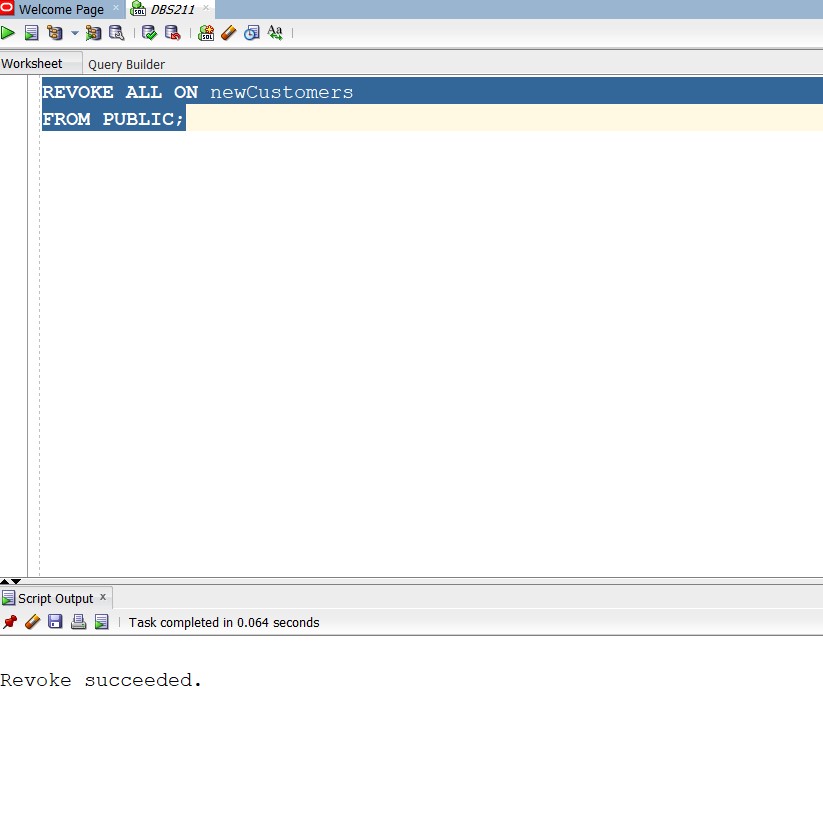 Welcome Page
DBS211
Worksheet
Query Builder
REVOKE ALL ON newCustomers
FROM PUBLIC;
Script Output
Task completed in 0.064 seconds
Revoke succeeded.